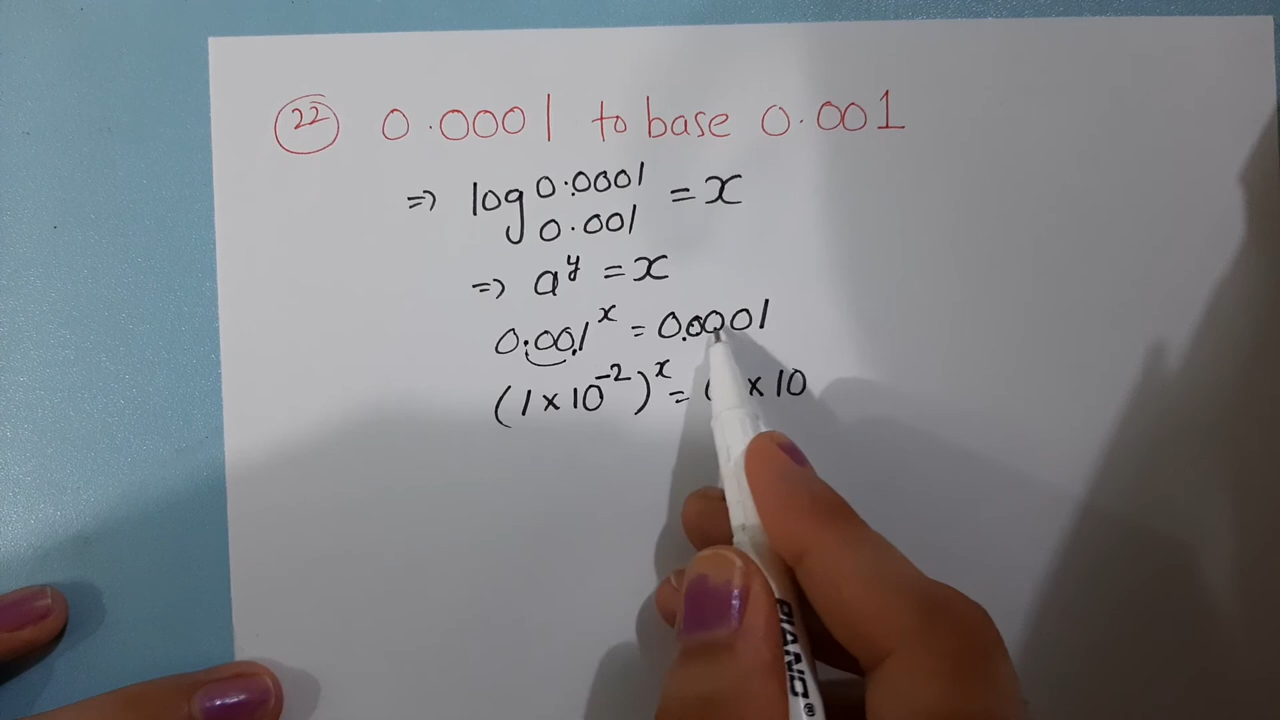 22 0.0001 to base 0.001
=> log 0.001 0.0001 = x
=> a^y = x
0.001^x = 0.0001
(1 × 10^-2)^x = ( × 10
PIANO